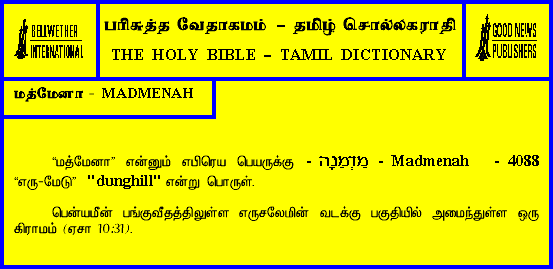 BELLWETHER
INTERNATIONAL
பரிசுத்த வேதாகமம் – தமிழ் சொல்லகராதி
THE HOLY BIBLE – TAMIL DICTIONARY
GOOD NEWS
PUBLISHERS
மத்மேனா - MADMENAH
“மத்மேனா” என்னும் எபிரெய பெயருக்கு - מַדְמֵנָה - Madmenah - 4088
“எரு-மேடு” "dunghill" என்று பொருள்.
பென்யமீன் பங்குவீதத்திலுள்ள எருசலேமின் வடக்கு பகுதியில் அமைந்துள்ள ஒரு
கிராமம் (ஏசா 10:31).